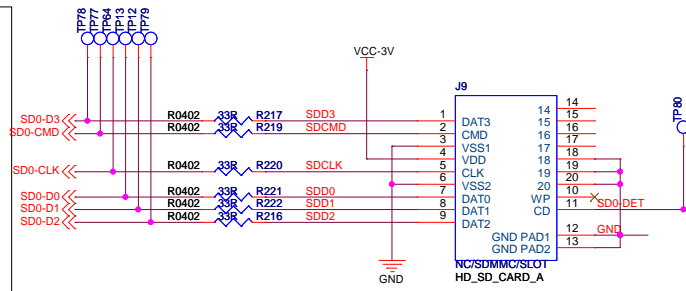 TP78 TP77 TP64 TP13 TP12 TP79
VCC-3V
J9
TP80
SD0-D3 R0402 33R R217 SDD3 1 DAT3 14 14
SD0-CMD R0402 33R R219 SDCMD 2 CMD 15 15
3 VSS1 16 16
4 VDD 17 17
SD0-CLK R0402 33R R220 SDCLK 5 CLK 18 18
6 VSS2 19 19
20 20
SD0-D0 R0402 33R R221 SDD0 7 DAT0 WP 10
SD0-D1 R0402 33R R222 SDD1 8 DAT1 CD 11 SD0-DET
SD0-D2 R0402 33R R216 SDD2 9 DAT2
GND PAD1 12 GND
GND PAD2 13
GND
NC/SDMMC/SLOT
HD_SD_CARD_A